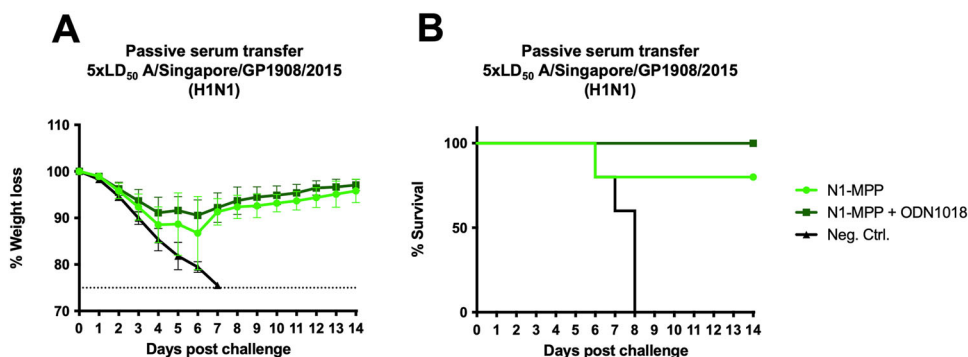 A
Passive serum transfer
5xLD50 A/Singapore/GP1908/2015
(H1N1)
110
100
90
80
70
% Weight loss
0 1 2 3 4 5 6 7 8 9 10 11 12 13 14
Days post challenge
B
Passive serum transfer
5xLD50 A/Singapore/GP1908/2015
(H1N1)
100
50
0
% Survival
0 1 2 3 4 5 6 7 8 9 10 11 12 13 14
Days post challenge
N1-MPP
N1-MPP + ODN1018
Neg. Ctrl.